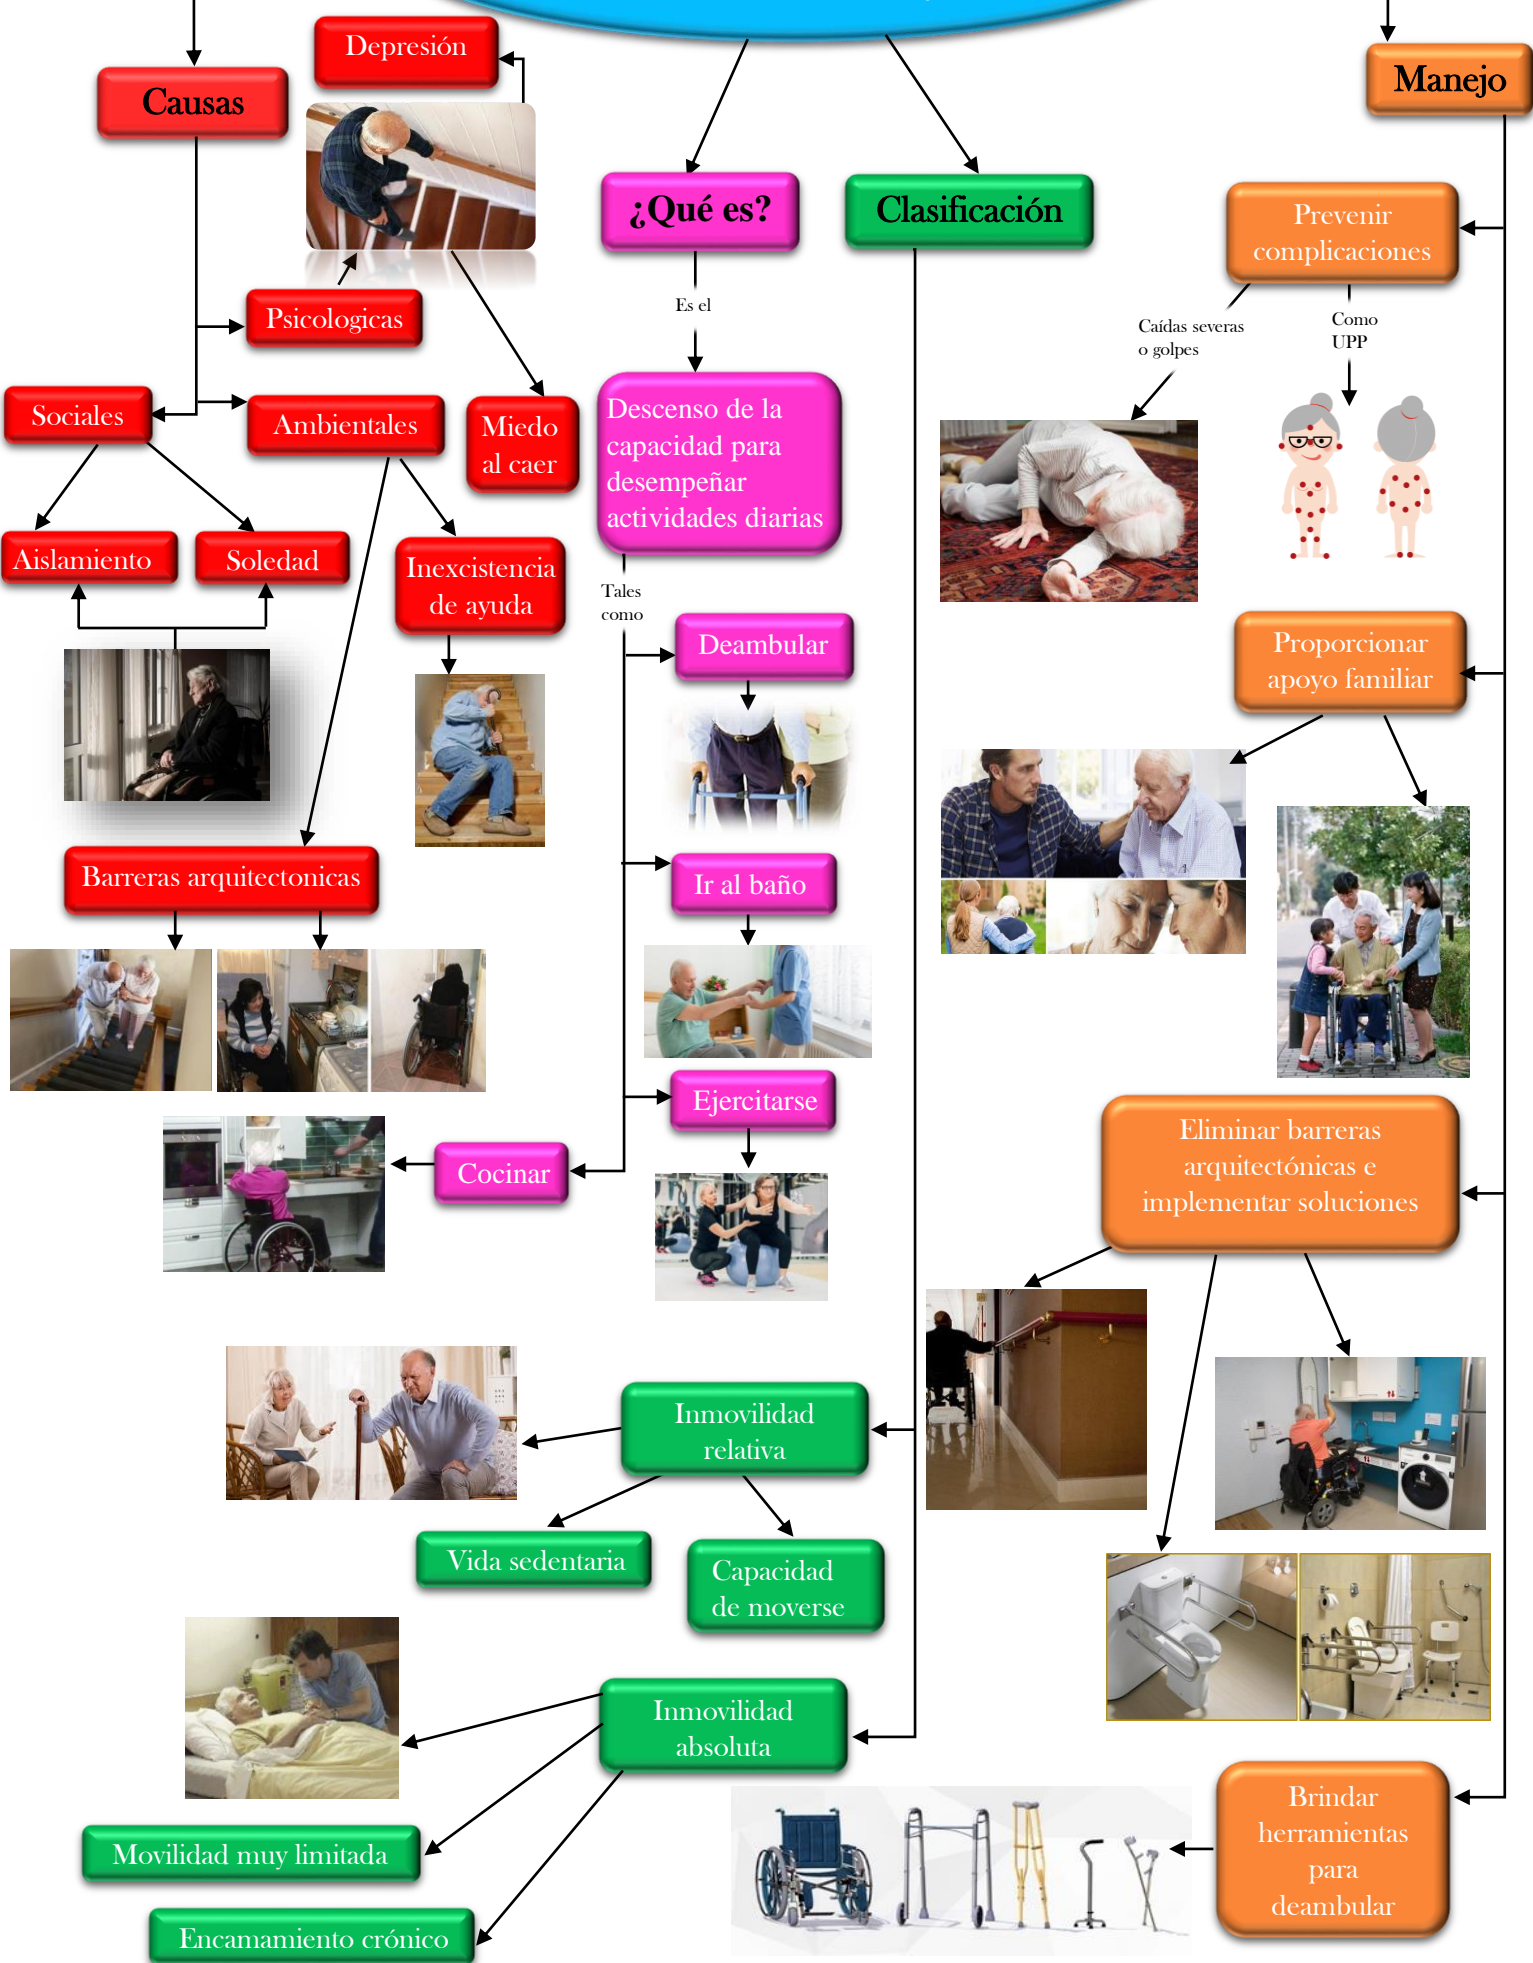 Causas
Depresión
Psicologicas
Miedo
al caer
Sociales
Aislamiento
Soledad
Ambientales
Inexcistencia
de ayuda
Barreras arquitectonicas
¿Qué es?
Es el
Descenso de la
capacidad para
desempeñar
actividades diarias
Tales
como
Deambular
Ir al baño
Ejercitarse
Cocinar
Clasificación
Inmovilidad
relativa
Vida sedentaria
Capacidad
de moverse
Inmovilidad
absoluta
Movilidad muy limitada
Encamamiento crónico
Manejo
Prevenir
complicaciones
Caídas severas
o golpes
Como
UPP
Proporcionar
apoyo familiar
Eliminar barreras
arquitectónicas e
implementar soluciones
Brindar
herramientas
para
deambular